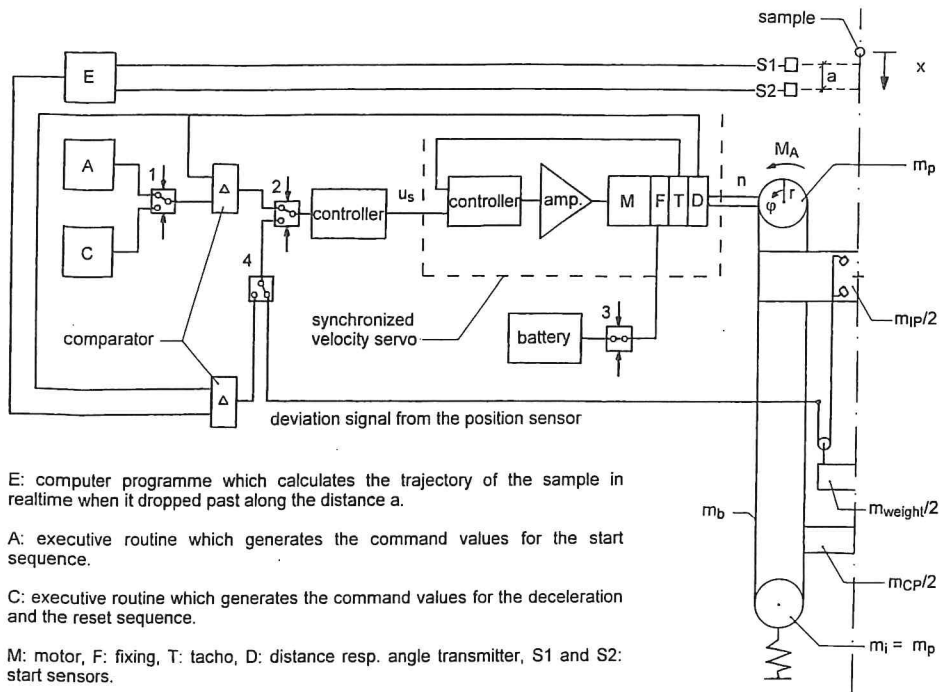 sample
x
E
S1
S2
a
A
1
Δ
2
controller
u_s
controller
amp.
M F T D
n
M_A
m_p
r
φ
C
4
comparator
synchronized
velocity servo
battery
3
m_IP/2
Δ
deviation signal from the position sensor
m_b
m_weight/2
m_CP/2
m_i = m_p
E: computer programme which calculates the trajectory of the sample in
realtime when it dropped past along the distance a.
A: executive routine which generates the command values for the start
sequence.
C: executive routine which generates the command values for the deceleration
and the reset sequence.
M: motor, F: fixing, T: tacho, D: distance resp. angle transmitter, S1 and S2:
start sensors.